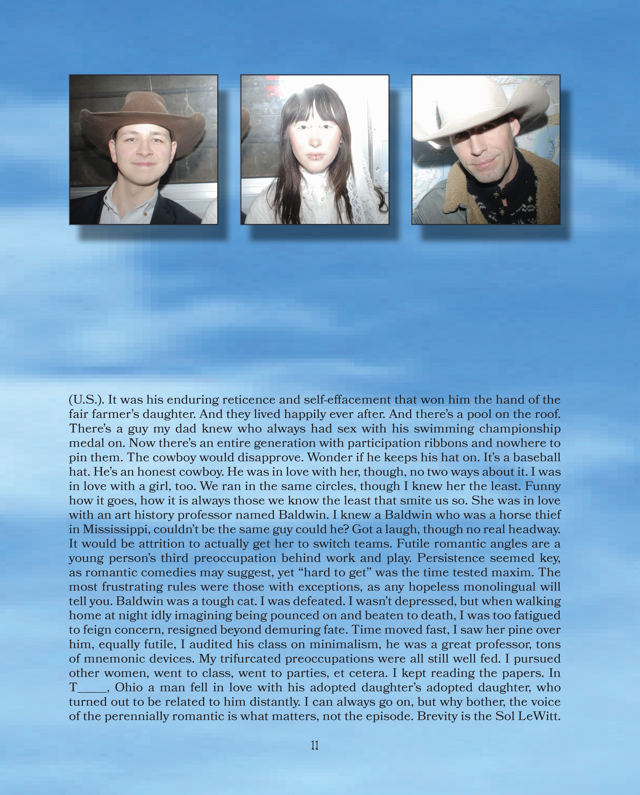 (U.S.). It was his enduring reticence and self-effacement that won him the hand of the
fair farmer’s daughter. And they lived happily ever after. And there’s a pool on the roof.
There’s a guy my dad knew who always had sex with his swimming championship
medal on. Now there’s an entire generation with participation ribbons and nowhere to
pin them. The cowboy would disapprove. Wonder if he keeps his hat on. It’s a baseball
hat. He’s an honest cowboy. He was in love with her, though, no two ways about it. I was
in love with a girl, too. We ran in the same circles, though I knew her the least. Funny
how it goes, how it is always those we know the least that smite us so. She was in love
with an art history professor named Baldwin. I knew a Baldwin who was a horse thief
in Mississippi, couldn’t be the same guy could he? Got a laugh, though no real headway.
It would be attrition to actually get her to switch teams. Futile romantic angles are a
young person’s third preoccupation behind work and play. Persistence seemed key,
as romantic comedies may suggest, yet “hard to get” was the time tested maxim. The
most frustrating rules were those with exceptions, as any hopeless monolingual will
tell you. Baldwin was a tough cat. I was defeated. I wasn’t depressed, but when walking
home at night idly imagining being pounced on and beaten to death, I was too fatigued
to feign concern, resigned beyond demuring fate. Time moved fast, I saw her pine over
him, equally futile, I audited his class on minimalism, he was a great professor, tons
of mnemonic devices. My trifurcated preoccupations were all still well fed. I pursued
other women, went to class, went to parties, et cetera. I kept reading the papers. In
T____, Ohio a man fell in love with his adopted daughter’s adopted daughter, who
turned out to be related to him distantly. I can always go on, but why bother, the voice
of the perennially romantic is what matters, not the episode. Brevity is the Sol LeWitt.
11